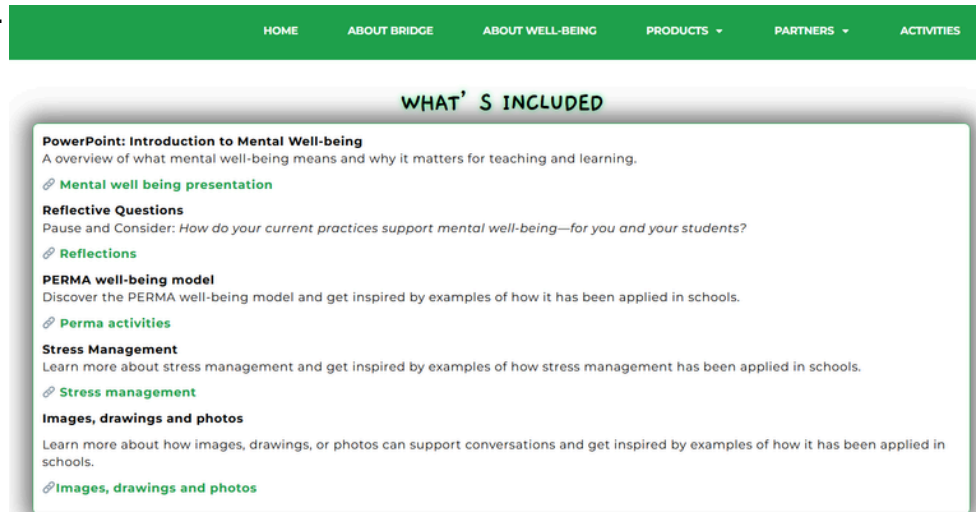 HOME ABOUT BRIDGE ABOUT WELL-BEING PRODUCTS PARTNERS ACTIVITIES
WHAT' S INCLUDED
PowerPoint: Introduction to Mental Well-being
A overview of what mental well-being means and why it matters for teaching and learning.
Mental well being presentation
Reflective Questions
Pause and Consider: How do your current practices support mental well-being—for you and your students?
Reflections
PERMA well-being model
Discover the PERMA well-being model and get inspired by examples of how it has been applied in schools.
Perma activities
Stress Management
Learn more about stress management and get inspired by examples of how stress management has been applied in schools.
Stress management
Images, drawings and photos
Learn more about how images, drawings, or photos can support conversations and get inspired by examples of how it has been applied in
schools.
Images, drawings and photos